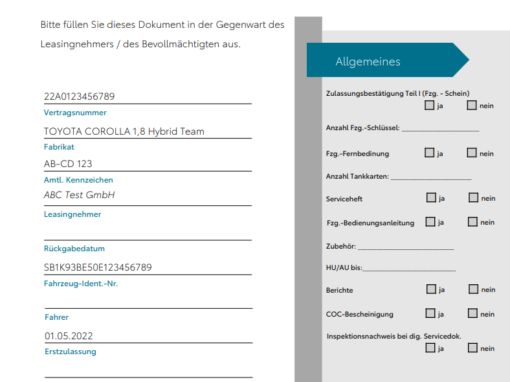 Bitte füllen Sie dieses Dokument in der Gegenwart des
Leasingnehmers / des Bevollmächtigten aus.
22A0123456789
Vertragsnummer
TOYOTA COROLLA 1,8 Hybrid Team
Fabrikat
AB-CD 123
Amtl. Kennzeichen
ABC Test GmbH
Leasingnehmer
Rückgabedatum
SB1K93BE50E123456789
Fahrzeug-Ident.-Nr.
Fahrer
01.05.2022
Erstzulassung
Allgemeines
Zulassungsbestätigung Teil I (Fzg. - Schein)
ja nein
Anzahl Fzg.-Schlüssel:
Fzg.-Fernbedinung ja nein
Anzahl Tankkarten:
Serviceheft ja nein
Fzg.-Bedienungsanleitung ja nein
Zubehör:
HU/AU bis:
Berichte ja nein
COC-Bescheinigung ja nein
Inspektionsnachweis bei dig. Servicedok.
ja nein